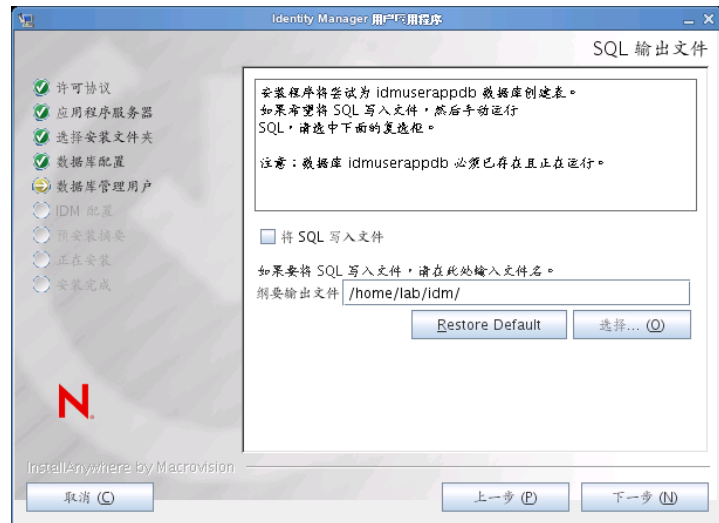 Identity Manager 用户应用程序
SQL 输出文件
许可协议
应用程序服务器
选择安装文件夹
数据库配置
数据库管理用户
IDM 配置
预安装摘要
正在安装
安装完成
安装程序将尝试为 idmuserappdb 数据库创建表。
如果希望将 SQL 写入文件，然后手动运行
SQL，请选中下面的复选框。
注意：数据库 idmuserappdb 必须已存在且正在运行。
将 SQL 写入文件
如果要将 SQL 写入文件，请在此处输入文件名。
纲要输出文件 /home/lab/idm/
Restore Default
选择... (O)
N.
InstallAnywhere by Macrovision
取消 (C)
上一步 (P)
下一步 (N)